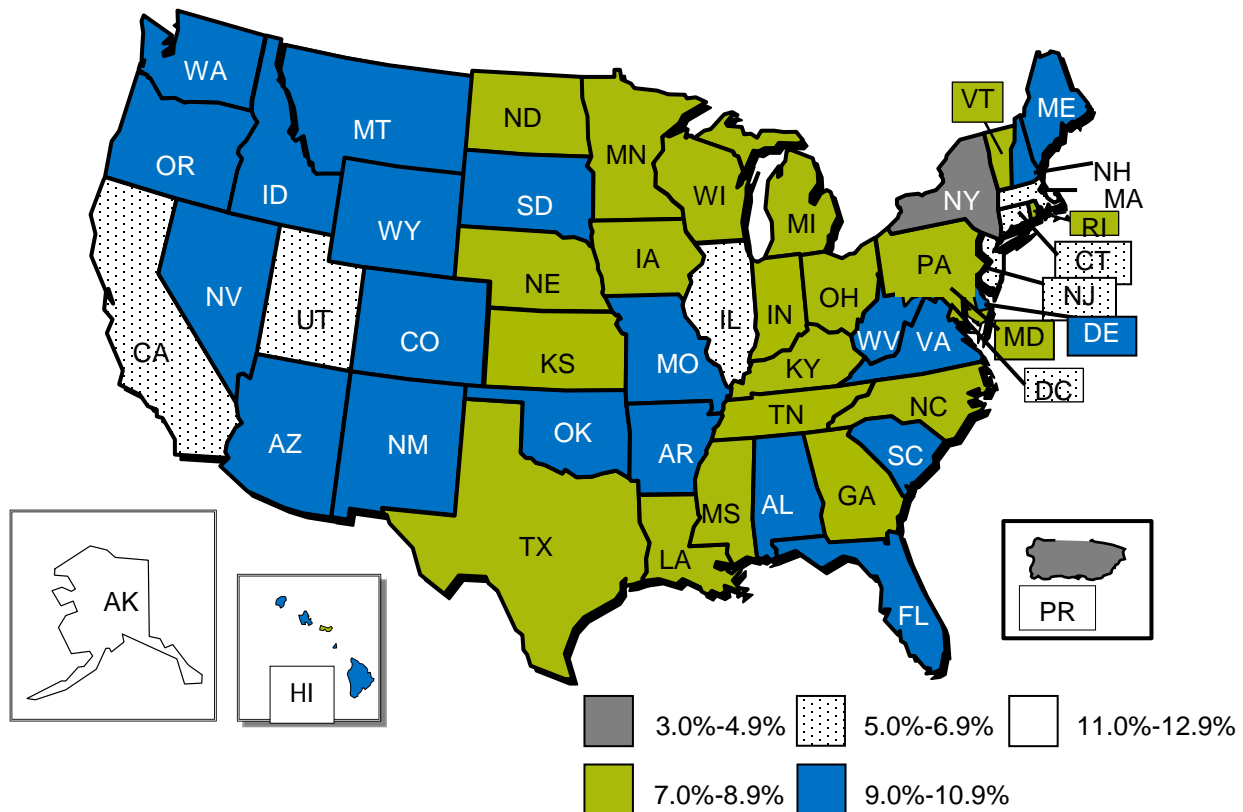 WA
MT
ND
MN
VT
ME
OR
ID
SD
WI
MI
NY
NH
MA
RI
WY
IA
PA
CT
NV
NE
OH
NJ
UT
IL
IN
CA
CO
KS
MO
WV
VA
MD
DE
KY
DC
AZ
NM
OK
AR
TN
NC
SC
TX
LA
MS
AL
GA
AK
FL
PR
HI
3.0%-4.9%
5.0%-6.9%
11.0%-12.9%
7.0%-8.9%
9.0%-10.9%